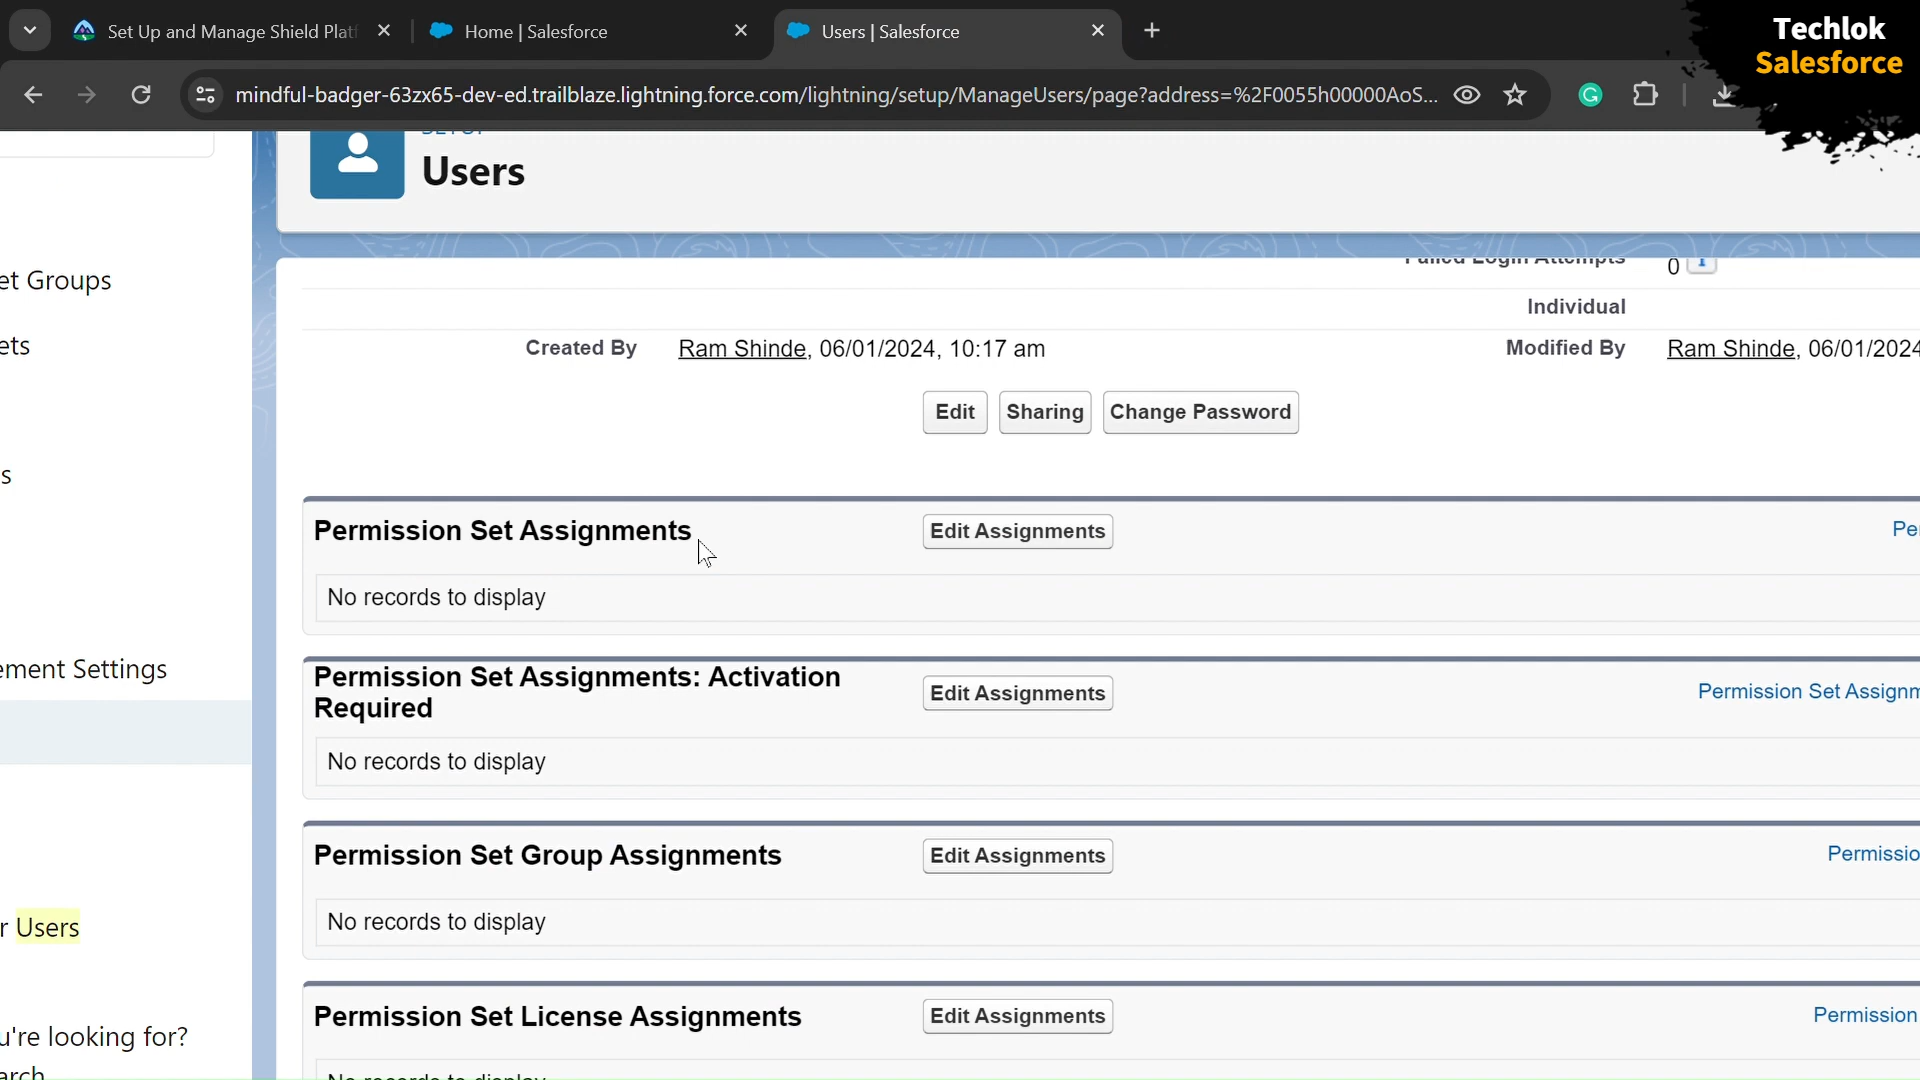 Set Up and Manage Shield Platf
Home | Salesforce
Users | Salesforce
Techlok
Salesforce
mindful-badger-63zx65-dev-ed.trailblaze.lightning.force.com/lightning/setup/ManageUsers/page?address=%2F0055h00000AoS...
SETUP
Users
et Groups
ets
s
ement Settings
r Users
u're looking for?
arch.
Failed Login Attempts 0 i
Individual
Created By Ram Shinde, 06/01/2024, 10:17 am
Modified By Ram Shinde, 06/01/2024
Edit Sharing Change Password
Permission Set Assignments Edit Assignments Per
No records to display
Permission Set Assignments: Activation
Required
Edit Assignments Permission Set Assignm
No records to display
Permission Set Group Assignments Edit Assignments Permissio
No records to display
Permission Set License Assignments Edit Assignments Permission
No records to display